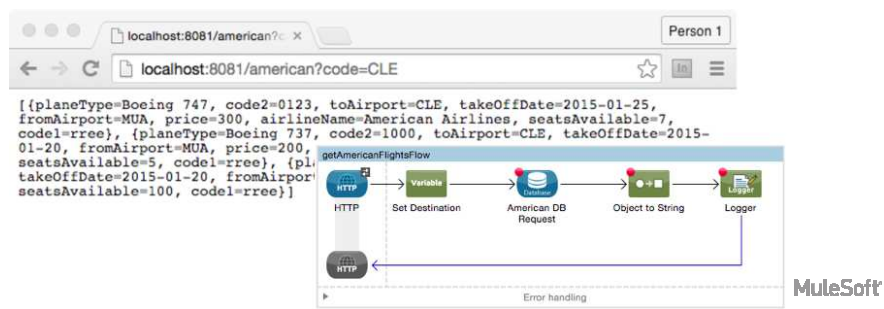 Person 1
localhost:8081/american?c
localhost:8081/american?code=CLE
In
[{planeType=Boeing 747, code2=0123, toAirport=CLE, takeOffDate=2015-01-25,
fromAirport=MUA, price=300, airlineName=American Airlines, seatsAvailable=7,
code1=rree}, {planeType=Boeing 737, code2=1000, toAirport=CLE, takeOffDate=2015-
01-20, fromAirport=MUA, price=200,
seatsAvailable=5, code1=rree}, {pl
takeOffDate=2015-01-20, fromAirport
seatsAvailable=100, code1=rree}]
getAmericanFlightsFlow
HTTP
Variable
Database
Logger
HTTP
Set Destination
American DB
Request
Object to String
Logger
HTTP
Error handling
MuleSoft